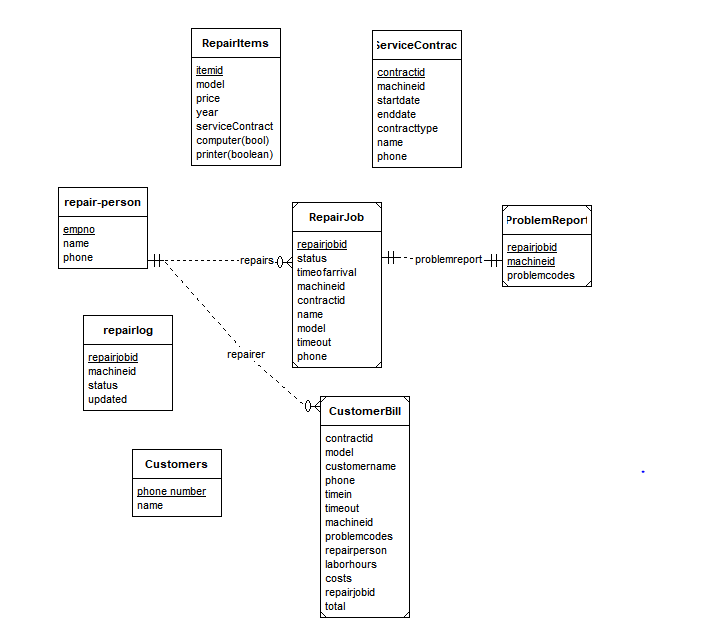 RepairItems
itemid
model
price
year
serviceContract
computer(bool)
printer(boolean)
ServiceContrac
contractid
machineid
startdate
enddate
contracttype
name
phone
repair-person
empno
name
phone
repairs
RepairJob
repairjobid
status
timeofarrival
machineid
contractid
name
model
timeout
phone
problemreport
ProblemReport
repairjobid
machineid
problemcodes
repairlog
repairjobid
machineid
status
updated
repairer
Customers
phone number
name
CustomerBill
contractid
model
customername
phone
timein
timeout
machineid
problemcodes
repairperson
laborhours
costs
repairjobid
total